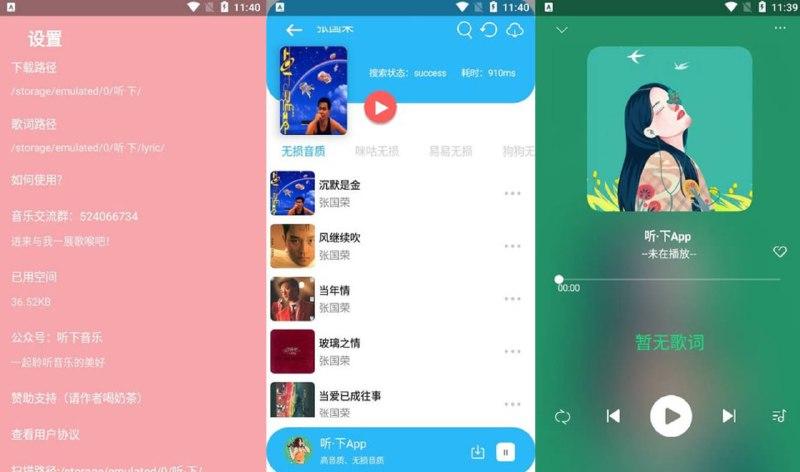 11:40
设置
下载路径
/storage/emulated/0/听·下/
歌词路径
/storage/emulated/0/听·下/lyric/
如何使用？
音乐交流群：524066734
进来与我一展歌喉吧！
已用空间
36.52KB
公众号：听下音乐
一起聆听音乐的美好
赞助支持（请作者喝奶茶）
查看用户协议
扫描路径:/storage/emulated/0/听·下/
11:40
张国荣
搜索状态：success 耗时：910ms
无损音质 咪咕无损 易易无损 狗狗无
沉默是金
张国荣
风继续吹
张国荣
当年情
张国荣
玻璃之情
张国荣
当爱已成往事
张国荣
听·下App
高音质、无损音质
11:39
听·下App
--未在播放--
00:00
暂无歌词